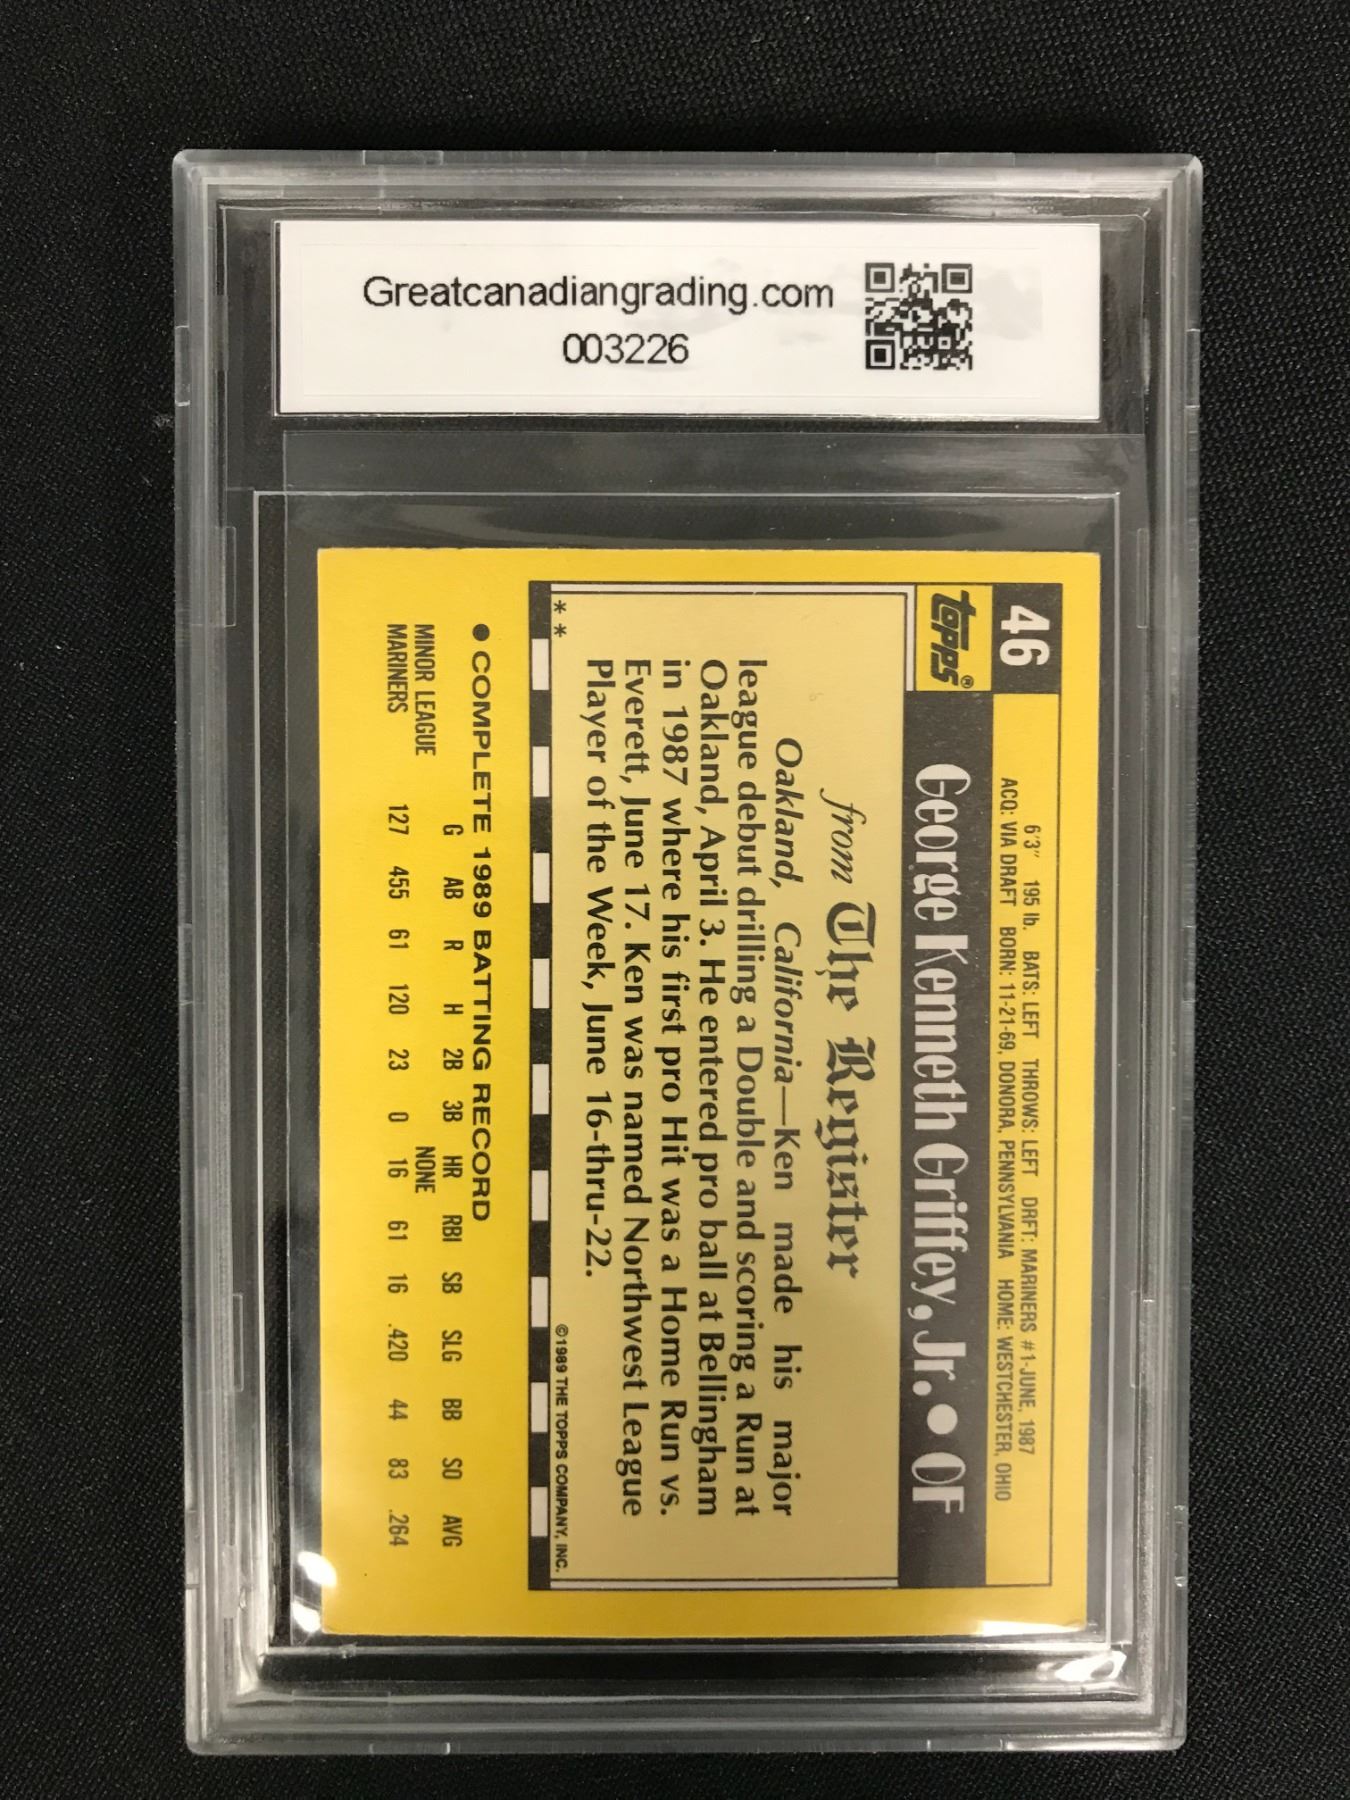 Greatcanadiangrading.com
003226
46
6'3" 195 lb. BATS: LEFT THROWS: LEFT DRFT: MARINERS #1-JUNE, 1987
ACQ: VIA DRAFT BORN: 11-21-69, DONORA, PENNSYLVANIA HOME: WESTCHESTER, OHIO
topps®
George Kenneth Griffey, Jr. ● OF
from The Register
Oakland, California—Ken made his major
league debut drilling a Double and scoring a Run at
Oakland, April 3. He entered pro ball at Bellingham
in 1987 where his first pro Hit was a Home Run vs.
Everett, June 17. Ken was named Northwest League
Player of the Week, June 16-thru-22.
** ©1989 THE TOPPS COMPANY, INC.
● COMPLETE 1989 BATTING RECORD
G AB R H 2B 3B HR RBI SB SLG BB SO AVG
MINOR LEAGUE NONE
MARINERS 127 455 61 120 23 0 16 61 16 .420 44 83 .264